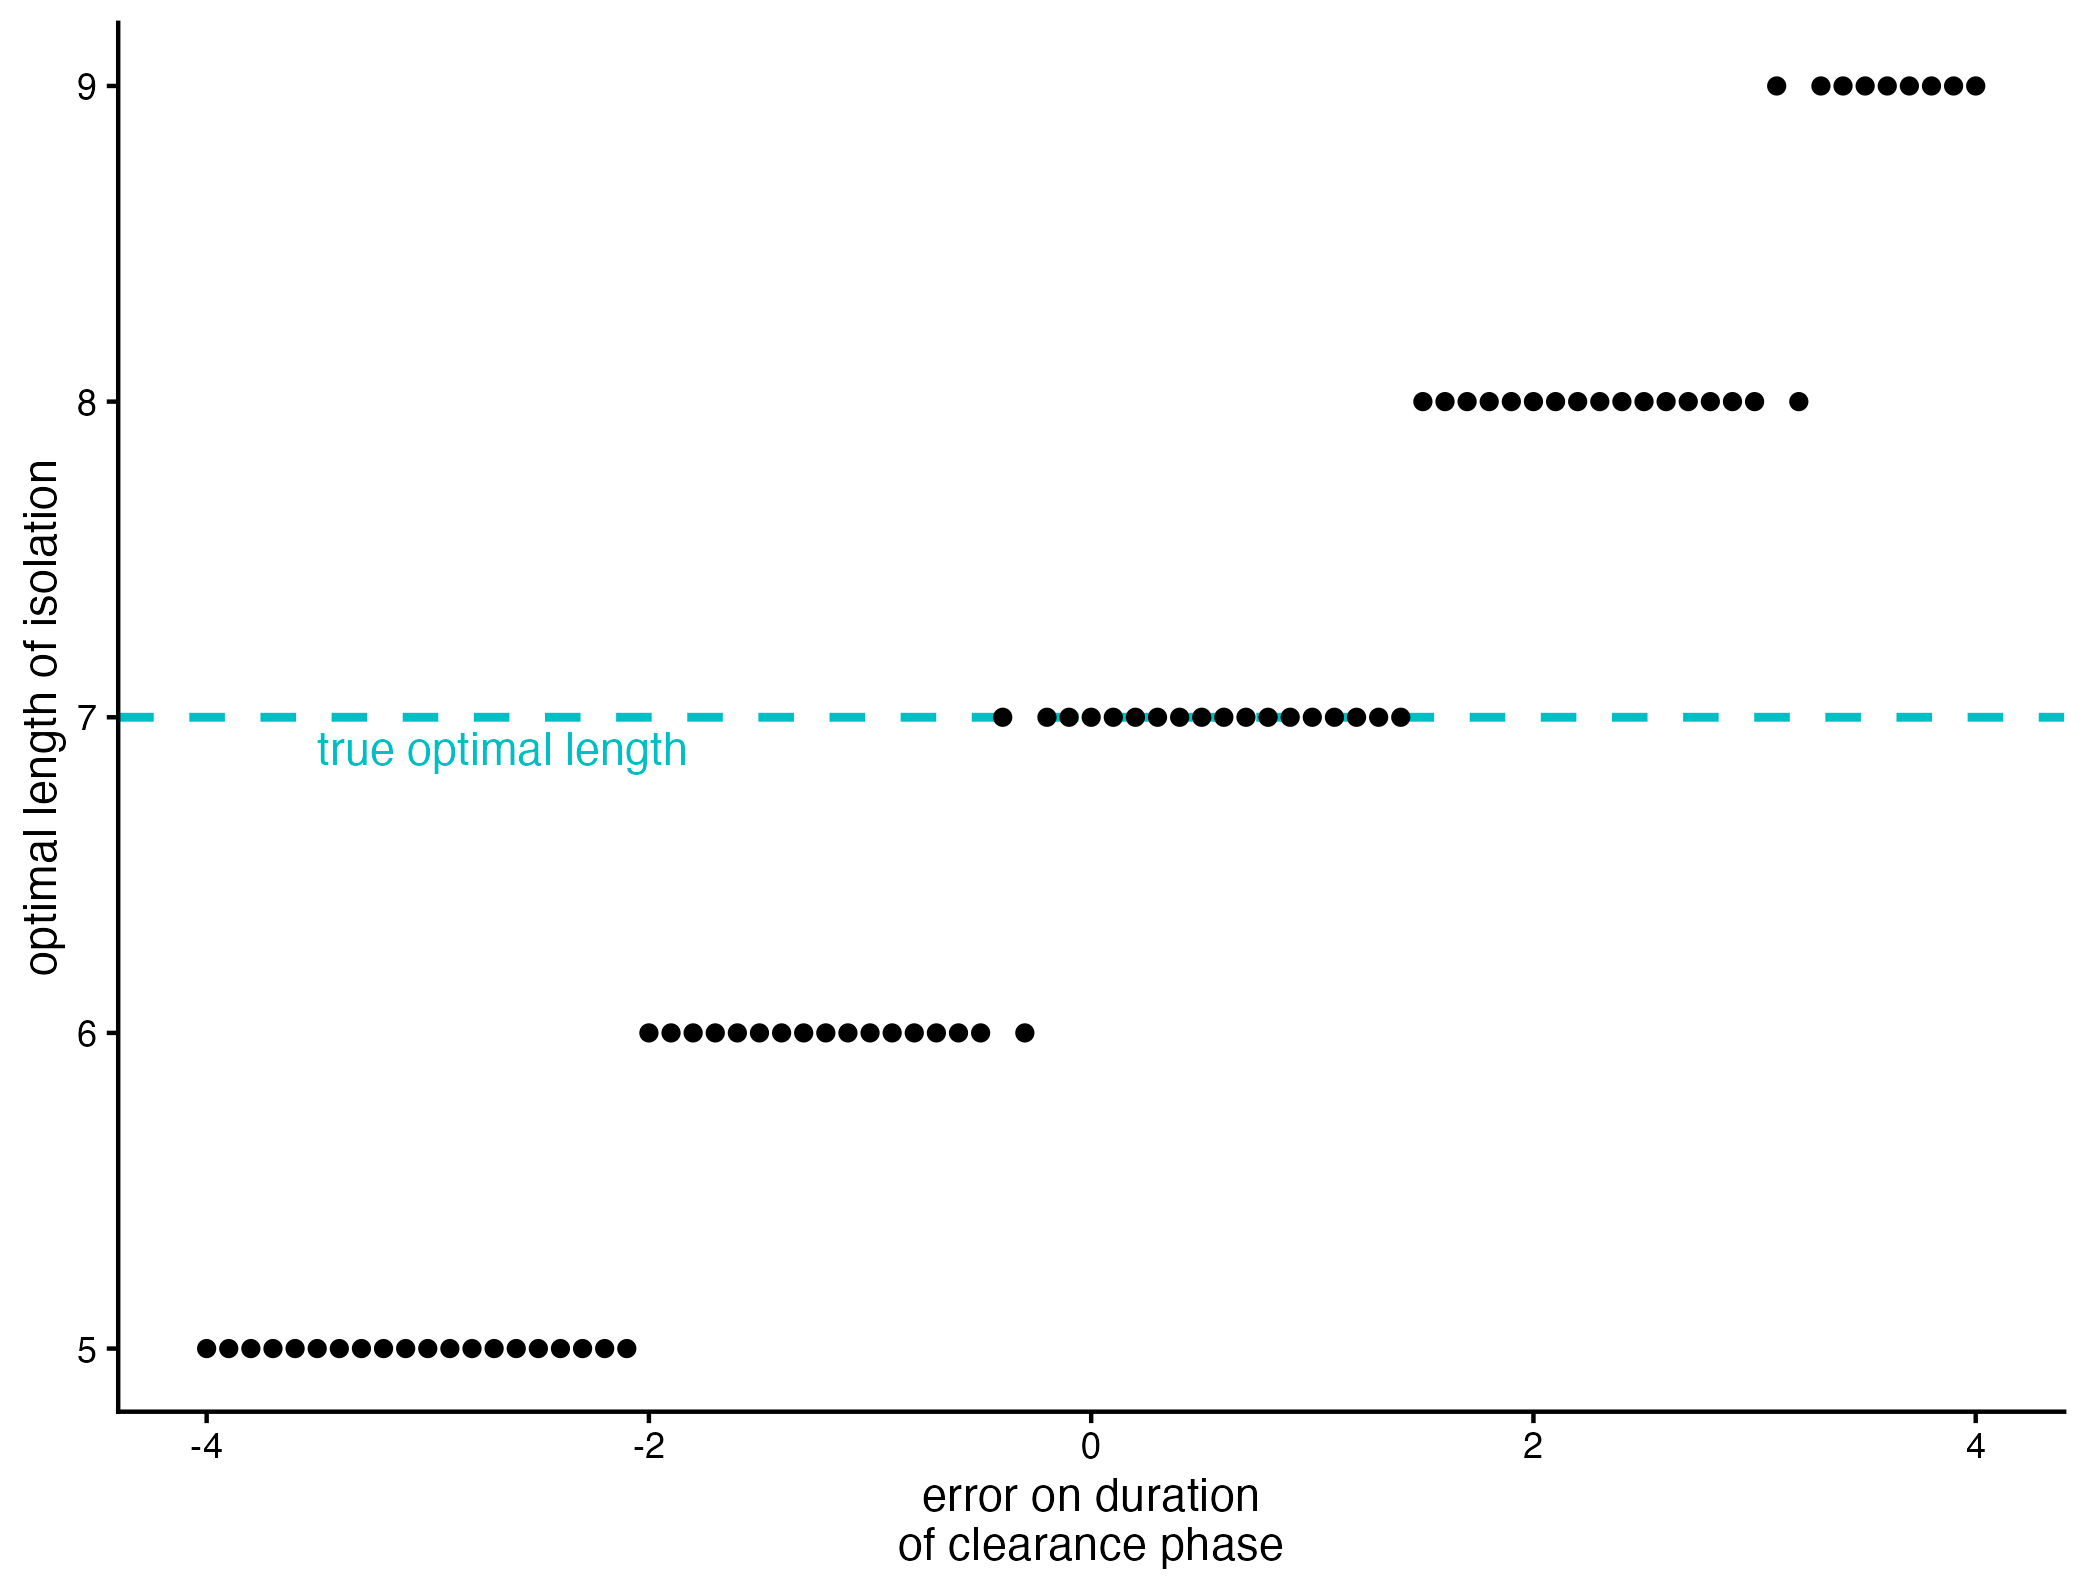 optimal length of isolation
9
8
7
6
5
true optimal length
-4
-2
0
2
4
error on duration
of clearance phase